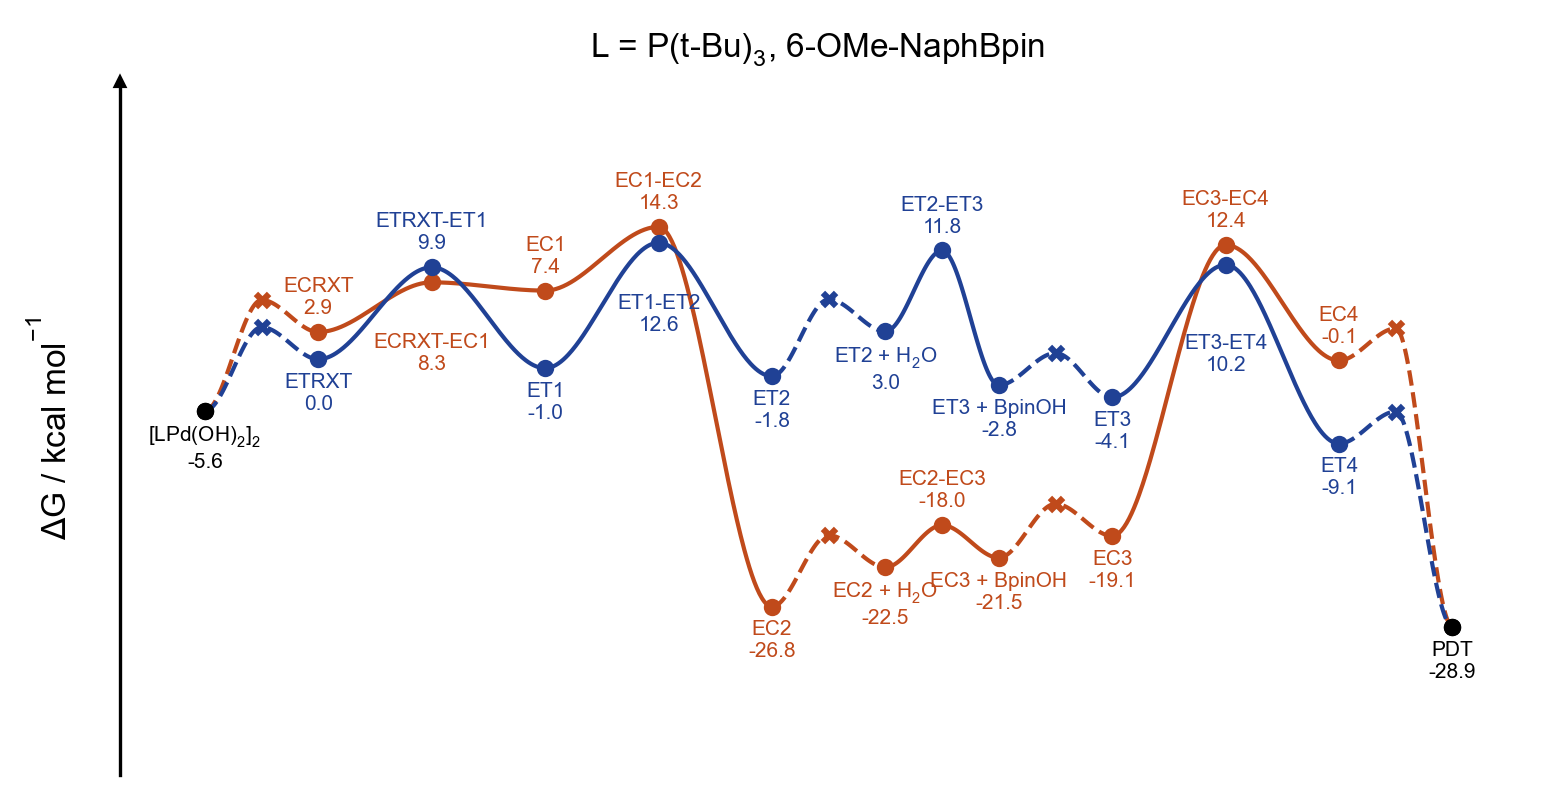 L = P(t-Bu)₃, 6-OMe-NaphBpin
ΔG / kcal mol⁻¹
[LPd(OH)₂]₂
-5.6
ECRXT
2.9
ETRXT
0.0
ETRXT-ET1
9.9
ECRXT-EC1
8.3
EC1
7.4
ET1
-1.0
EC1-EC2
14.3
ET1-ET2
12.6
ET2
-1.8
EC2
-26.8
ET2 + H₂O
3.0
EC2 + H₂O
-22.5
ET2-ET3
11.8
EC2-EC3
-18.0
ET3 + BpinOH
-2.8
EC3 + BpinOH
-21.5
ET3
-4.1
EC3
-19.1
EC3-EC4
12.4
ET3-ET4
10.2
EC4
-0.1
ET4
-9.1
PDT
-28.9